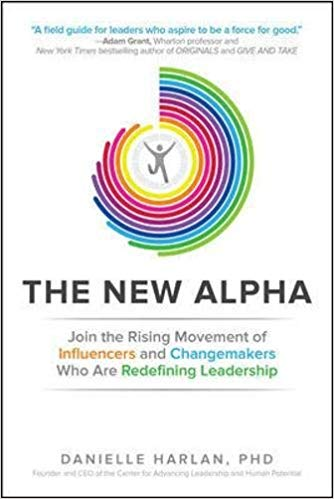 “A field guide for leaders who aspire to be a force for good.”
—Adam Grant, Wharton professor and
New York Times bestselling author of ORIGINALS and GIVE AND TAKE
THE NEW ALPHA
Join the Rising Movement of
Influencers and Changemakers
Who Are Redefining Leadership
DANIELLE HARLAN, PHD
Founder and CEO of the Center for Advancing Leadership and Human Potential